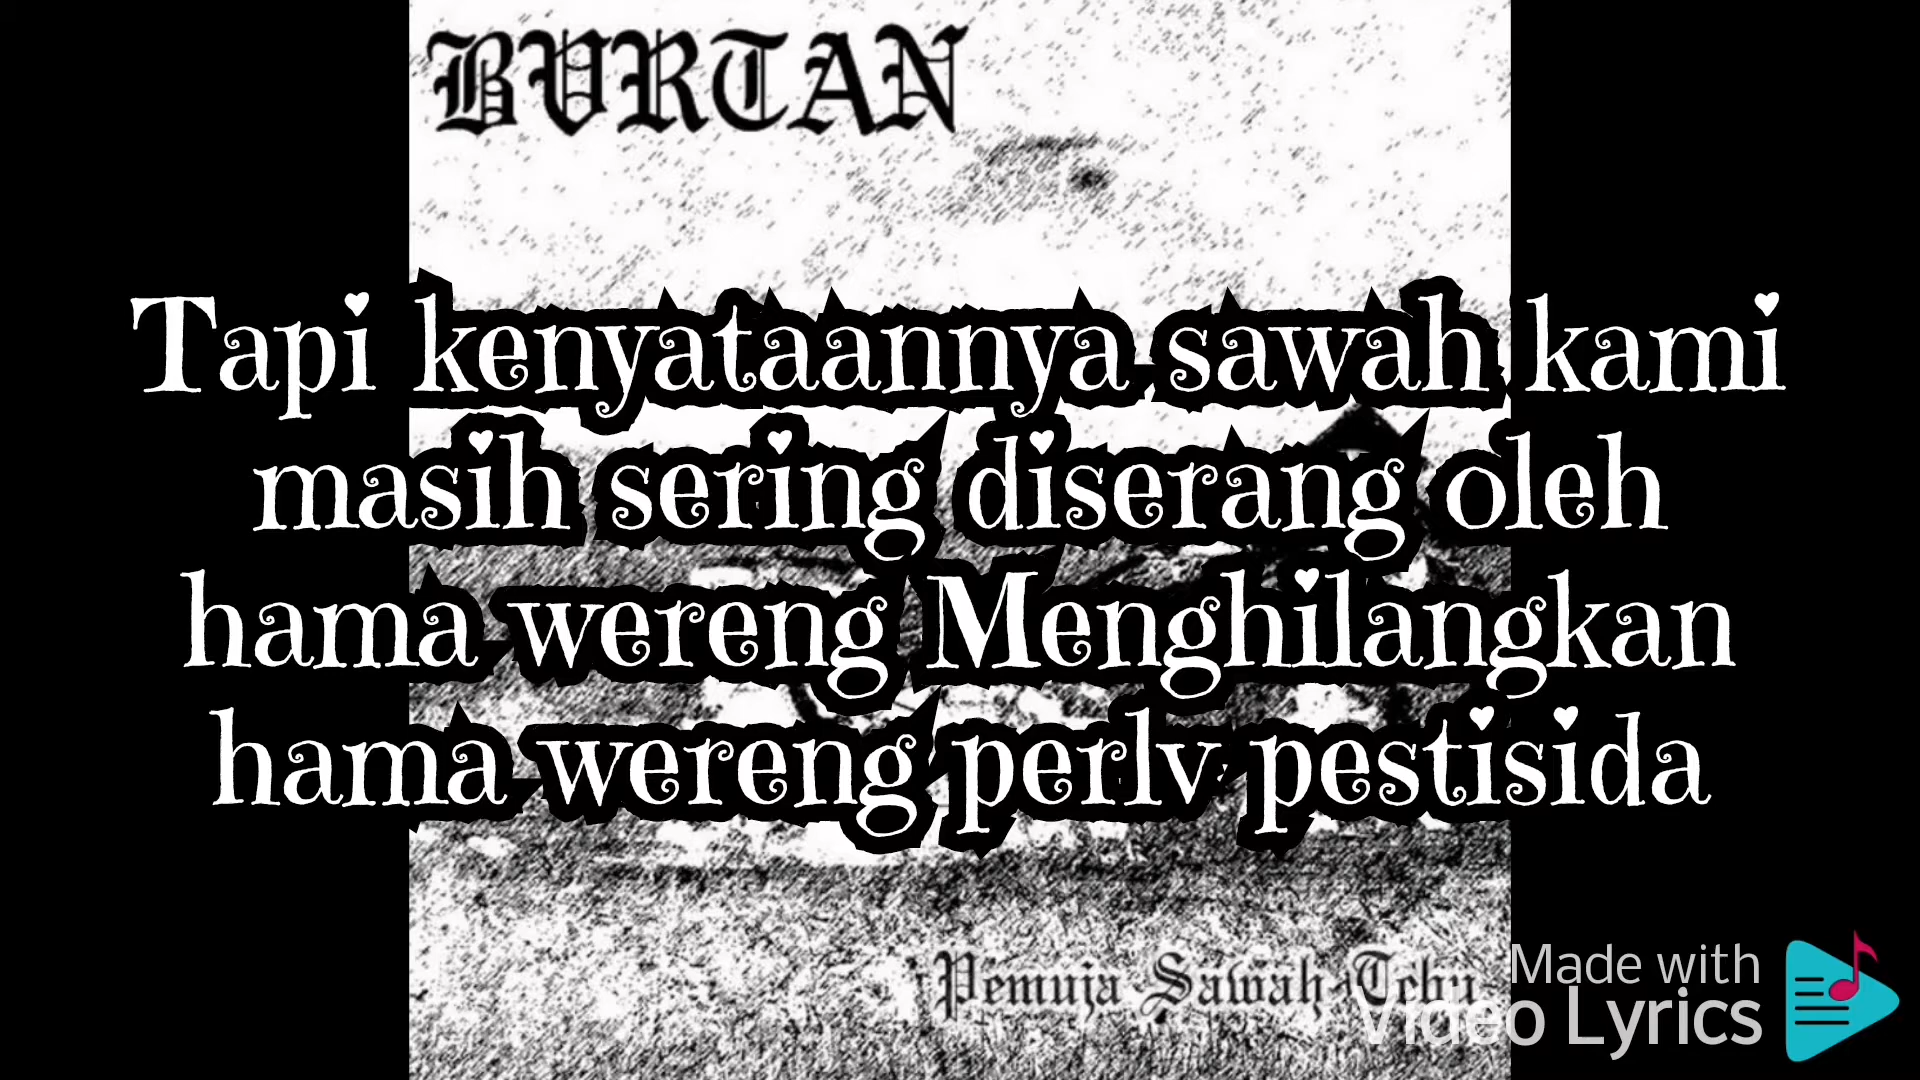 BVRTAN
Tapi kenyataannya sawah kami
masih sering diserang oleh
hama wereng Menghilangkan
hama wereng perlv pestisida
Pemuja Sawah Tebu
Made with
Video Lyrics